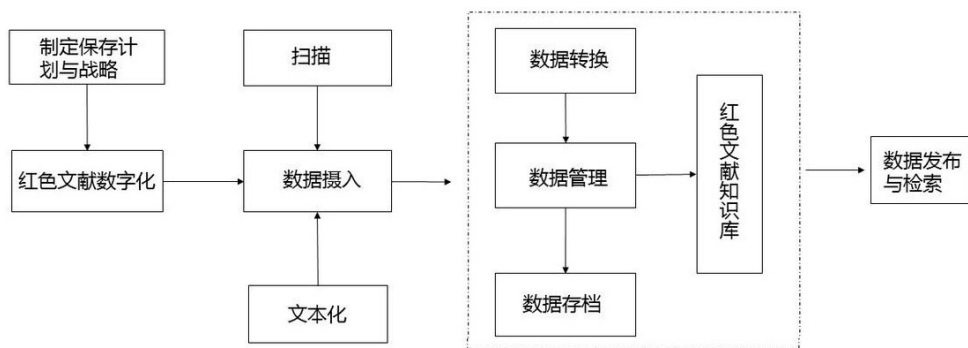 制定保存计
划与战略
扫描
数据转换
红色文献数字化
数据摄入
数据管理
红色文献知识库
数据发布
与检索
文本化
数据存档